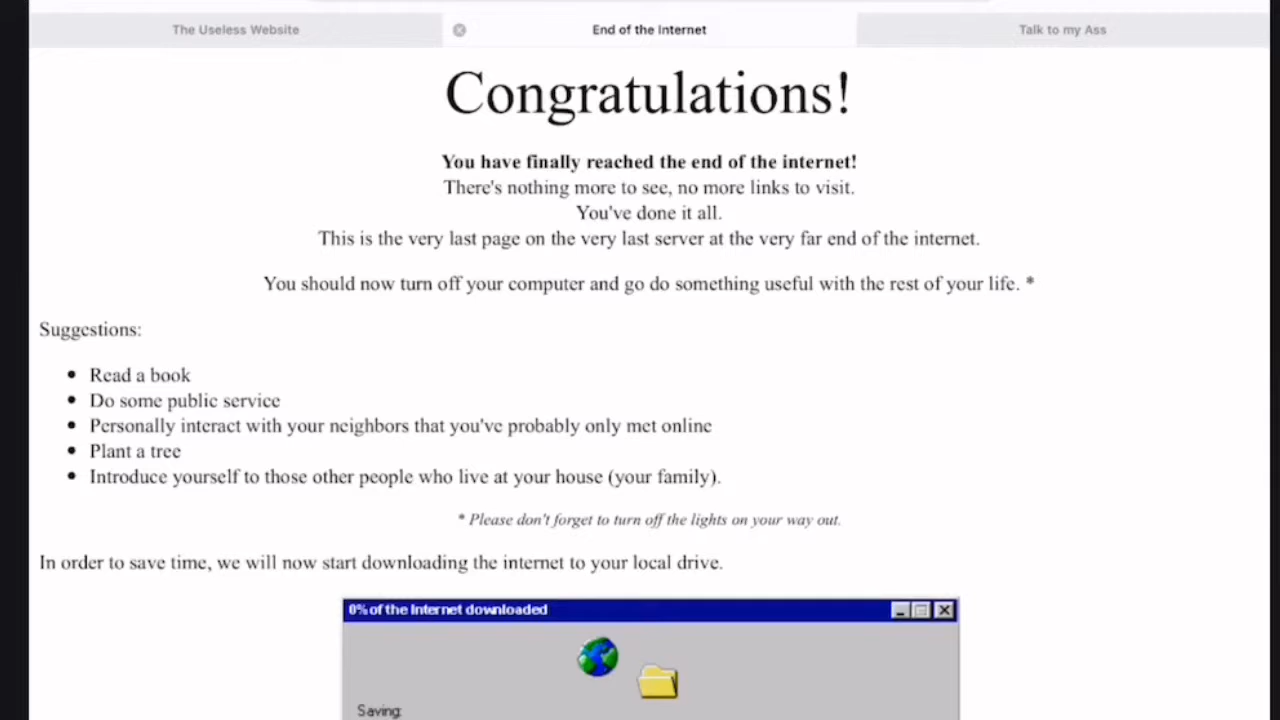 The Useless Website
End of the Internet
Talk to my Ass
Congratulations!
You have finally reached the end of the internet!
There's nothing more to see, no more links to visit.
You've done it all.
This is the very last page on the very last server at the very far end of the internet.
You should now turn off your computer and go do something useful with the rest of your life. *
Suggestions:
Read a book
Do some public service
Personally interact with your neighbors that you've probably only met online
Plant a tree
Introduce yourself to those other people who live at your house (your family).
* Please don't forget to turn off the lights on your way out.
In order to save time, we will now start downloading the internet to your local drive.
0% of the Internet downloaded
Saving: